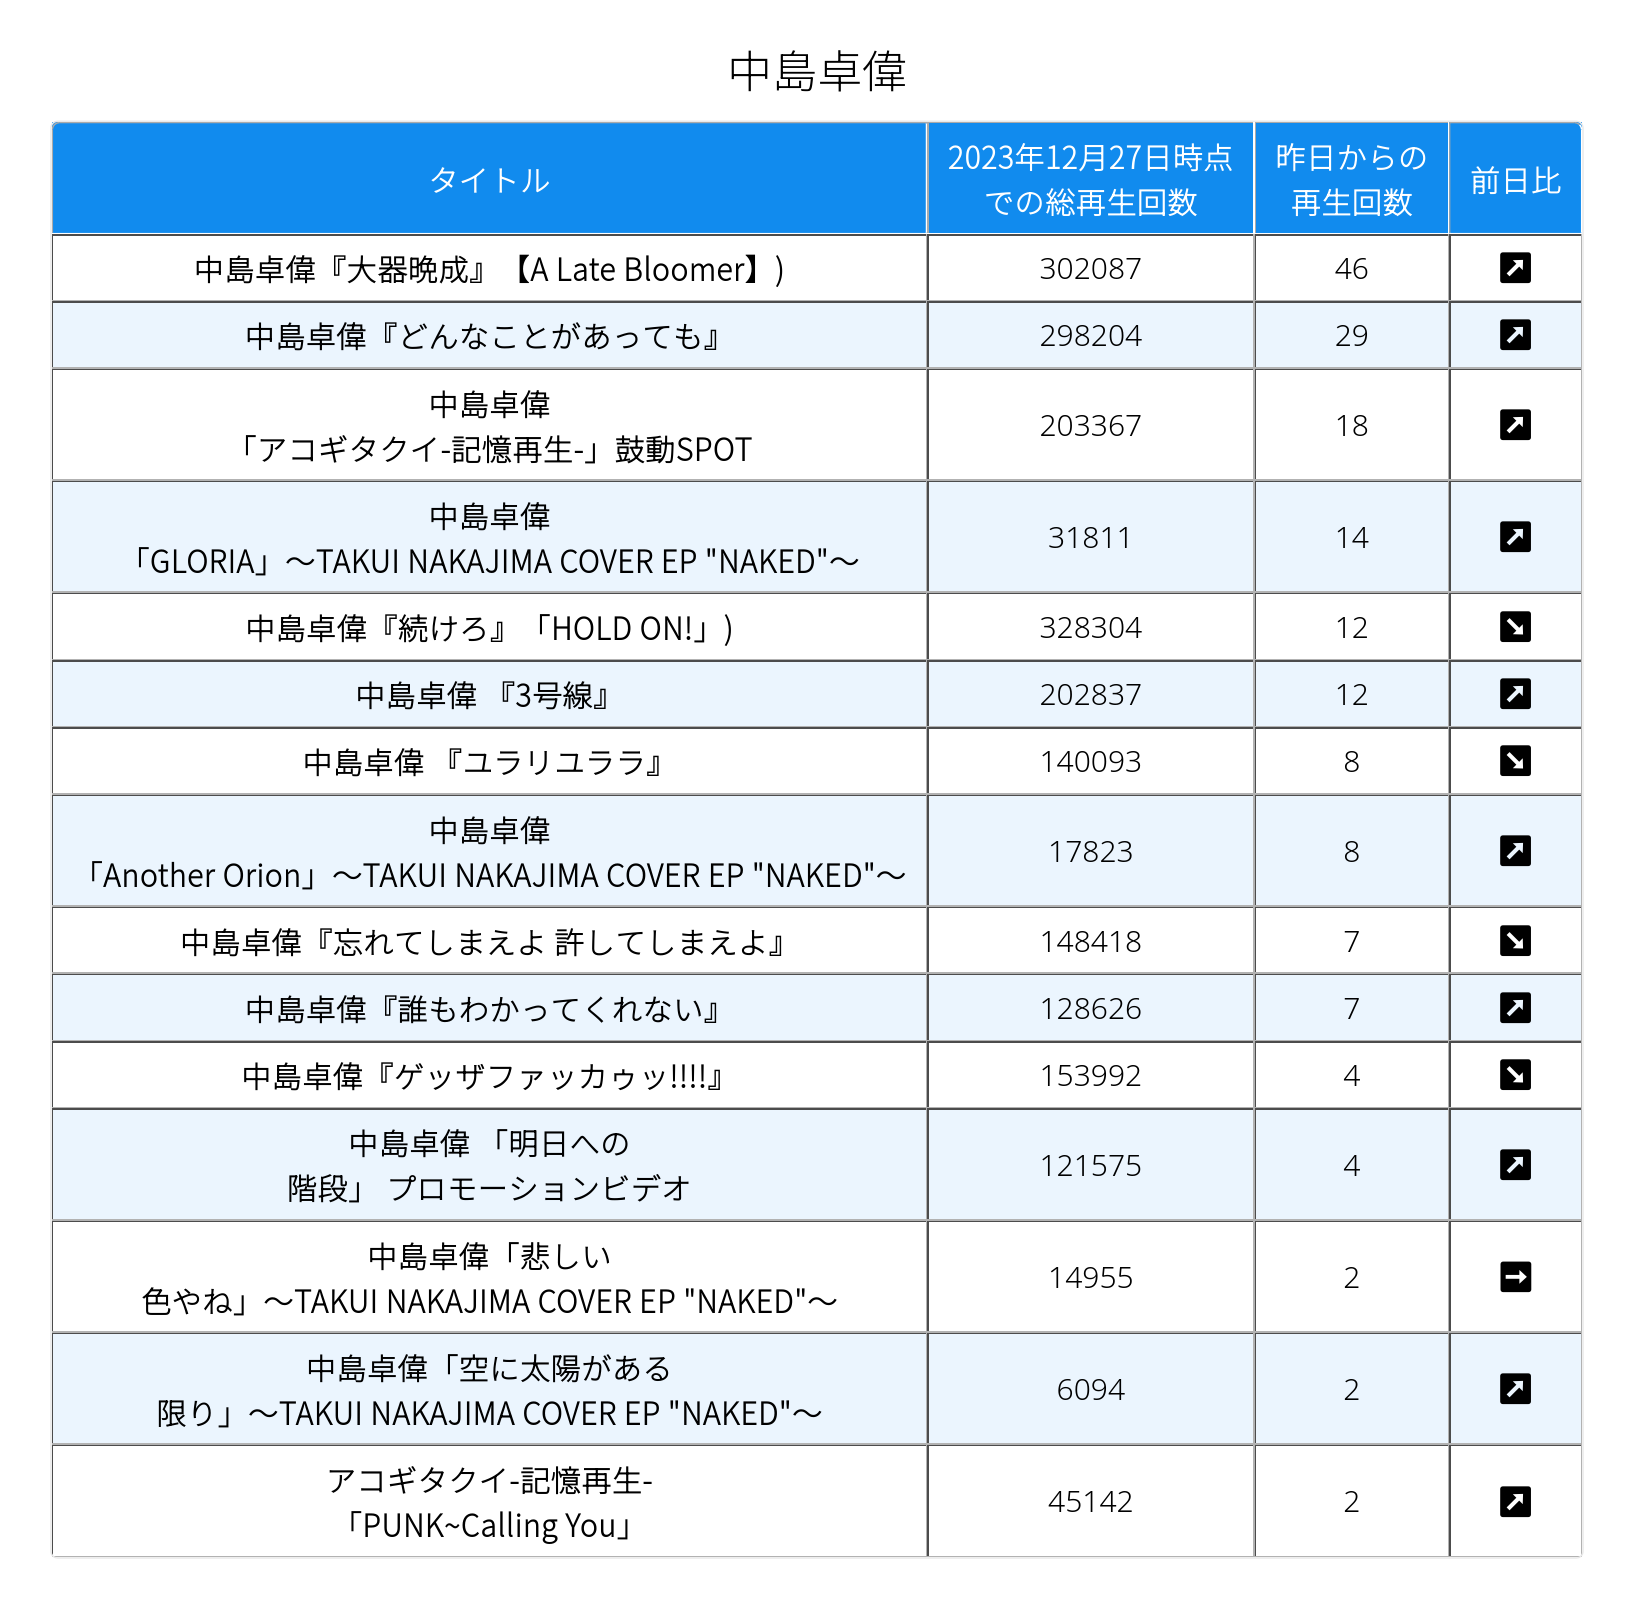 中島卓偉
タイトル
2023年12月27日時点
での総再生回数
昨日からの
再生回数
前日比
中島卓偉『大器晩成』【A Late Bloomer】) 302087 46 ↗
中島卓偉『どんなことがあっても』 298204 29 ↗
中島卓偉
「アコギタクイ-記憶再生-」鼓動SPOT 203367 18 ↗
中島卓偉
「GLORIA」～TAKUI NAKAJIMA COVER EP "NAKED"～ 31811 14 ↗
中島卓偉『続けろ』「HOLD ON!」) 328304 12 ↘
中島卓偉 『3号線』 202837 12 ↗
中島卓偉 『ユラリユララ』 140093 8 ↘
中島卓偉
「Another Orion」～TAKUI NAKAJIMA COVER EP "NAKED"～ 17823 8 ↗
中島卓偉『忘れてしまえよ 許してしまえよ』 148418 7 ↘
中島卓偉『誰もわかってくれない』 128626 7 ↗
中島卓偉『ゲッザファッカゥッ!!!!』 153992 4 ↘
中島卓偉 「明日への
階段」 プロモーションビデオ 121575 4 ↗
中島卓偉「悲しい
色やね」～TAKUI NAKAJIMA COVER EP "NAKED"～ 14955 2 →
中島卓偉「空に太陽がある
限り」～TAKUI NAKAJIMA COVER EP "NAKED"～ 6094 2 ↗
アコギタクイ-記憶再生-
「PUNK~Calling You」 45142 2 ↗